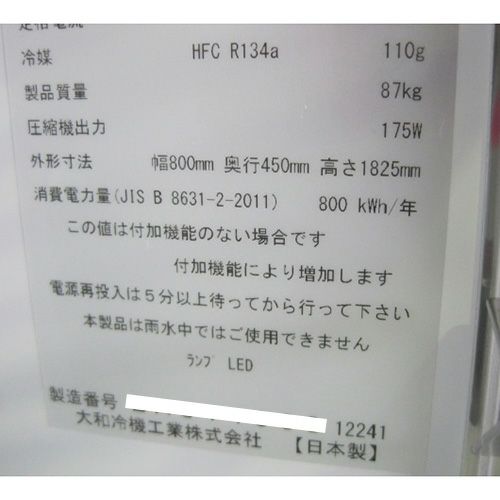 定格電流
冷媒 HFC R134a 110g
製品質量 87kg
圧縮機出力 175W
外形寸法 幅800mm 奥行450mm 高さ1825mm
消費電力量(JIS B 8631-2-2011) 800 kWh/年
この値は付加機能のない場合です
付加機能により増加します
電源再投入は5分以上待ってから行って下さい
本製品は雨水中ではご使用できません
ﾗﾝﾌﾟ LED
製造番号 12241
大和冷機工業株式会社 【日本製】